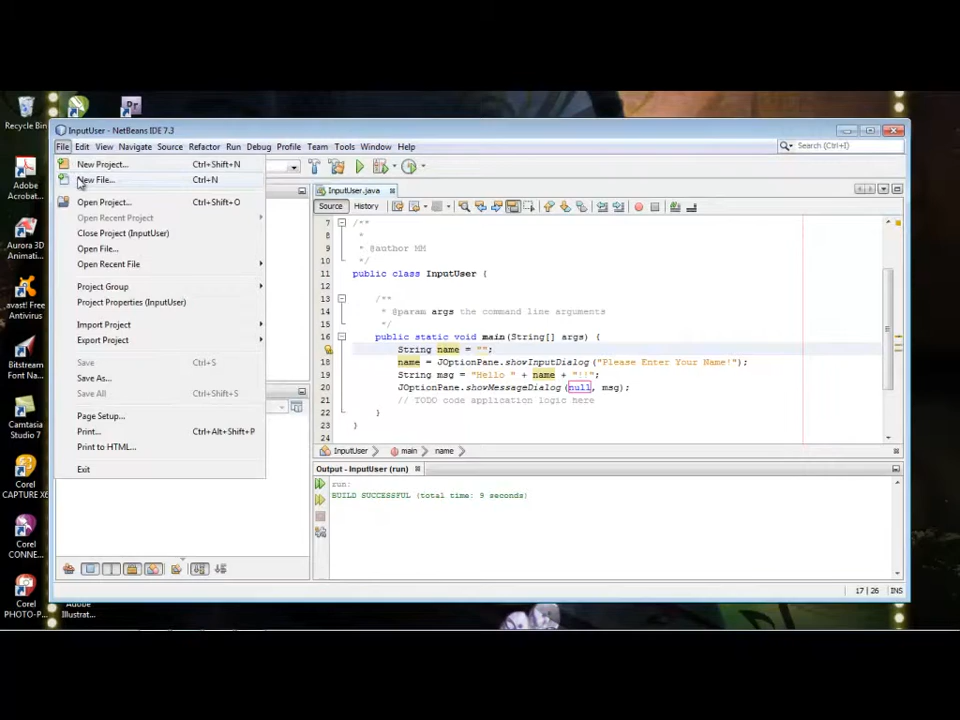 Recycle Bin
Adobe
Acrobat...
Aurora 3D
Animati...
avast! Free
Antivirus
Bitstream
Font Na...
Camtasia
Studio 7
Corel
CAPTURE X6
Corel
CONNE...
Corel
PHOTO-P...
Adobe
Illustrat...
Pr
InputUser - NetBeans IDE 7.3
File Edit View Navigate Source Refactor Run Debug Profile Team Tools Window Help
Search (Ctrl+I)
New Project... Ctrl+Shift+N
New File... Ctrl+N
Open Project... Ctrl+Shift+O
Open Recent Project
Close Project (InputUser)
Open File...
Open Recent File
Project Group
Project Properties (InputUser)
Import Project
Export Project
Save Ctrl+S
Save As...
Save All Ctrl+Shift+S
Page Setup...
Print... Ctrl+Alt+Shift+P
Print to HTML...
Exit
InputUser.java
Source History
7 /**
8 *
9 * @author MM
10 */
11 public class InputUser {
12
13 /**
14 * @param args the command line arguments
15 */
16 public static void main(String[] args) {
String name = "";
18 name = JOptionPane.showInputDialog("Please Enter Your Name!");
19 String msg = "Hello " + name + "!!";
20 JOptionPane.showMessageDialog(null, msg);
21 // TODO code application logic here
22 }
23 }
24
InputUser main name
Output - InputUser (run)
run:
BUILD SUCCESSFUL (total time: 9 seconds)
17 | 26 INS